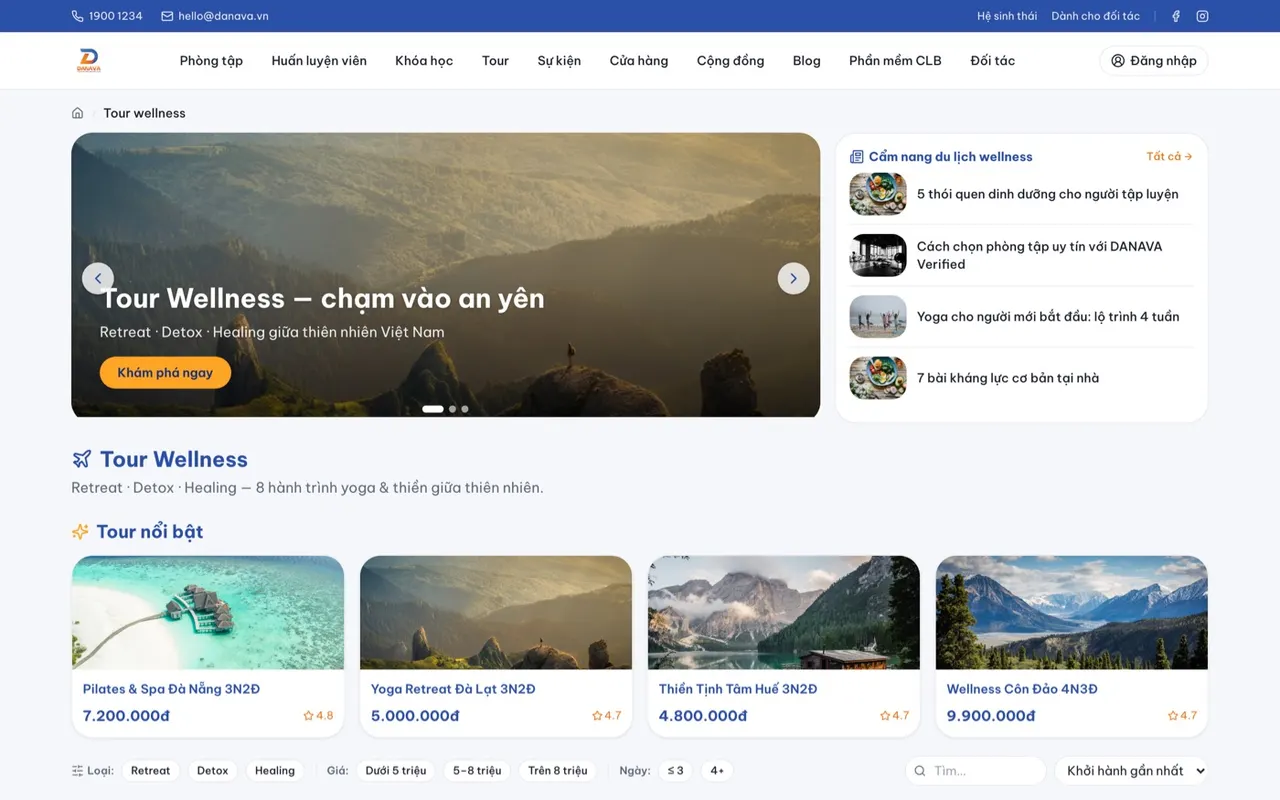 1900 1234
hello@danava.vn
Hệ sinh thái
Dành cho đối tác
DANAVA
Phòng tập
Huấn luyện viên
Khóa học
Tour
Sự kiện
Cửa hàng
Cộng đồng
Blog
Phần mềm CLB
Đối tác
Đăng nhập
Tour wellness
Tour Wellness — chạm vào an yên
Retreat · Detox · Healing giữa thiên nhiên Việt Nam
Khám phá ngay
Cẩm nang du lịch wellness
Tất cả →
5 thói quen dinh dưỡng cho người tập luyện
Cách chọn phòng tập uy tín với DANAVA
Verified
Yoga cho người mới bắt đầu: lộ trình 4 tuần
7 bài kháng lực cơ bản tại nhà
Tour Wellness
Retreat · Detox · Healing — 8 hành trình yoga & thiền giữa thiên nhiên.
Tour nổi bật
Pilates & Spa Đà Nẵng 3N2Đ
7.200.000đ
4.8
Yoga Retreat Đà Lạt 3N2Đ
5.000.000đ
4.7
Thiền Tịnh Tâm Huế 3N2Đ
4.800.000đ
4.7
Wellness Côn Đảo 4N3Đ
9.900.000đ
4.7
Loại:
Retreat
Detox
Healing
Giá:
Dưới 5 triệu
5–8 triệu
Trên 8 triệu
Ngày:
≤ 3
4+
Tìm...
Khởi hành gần nhất